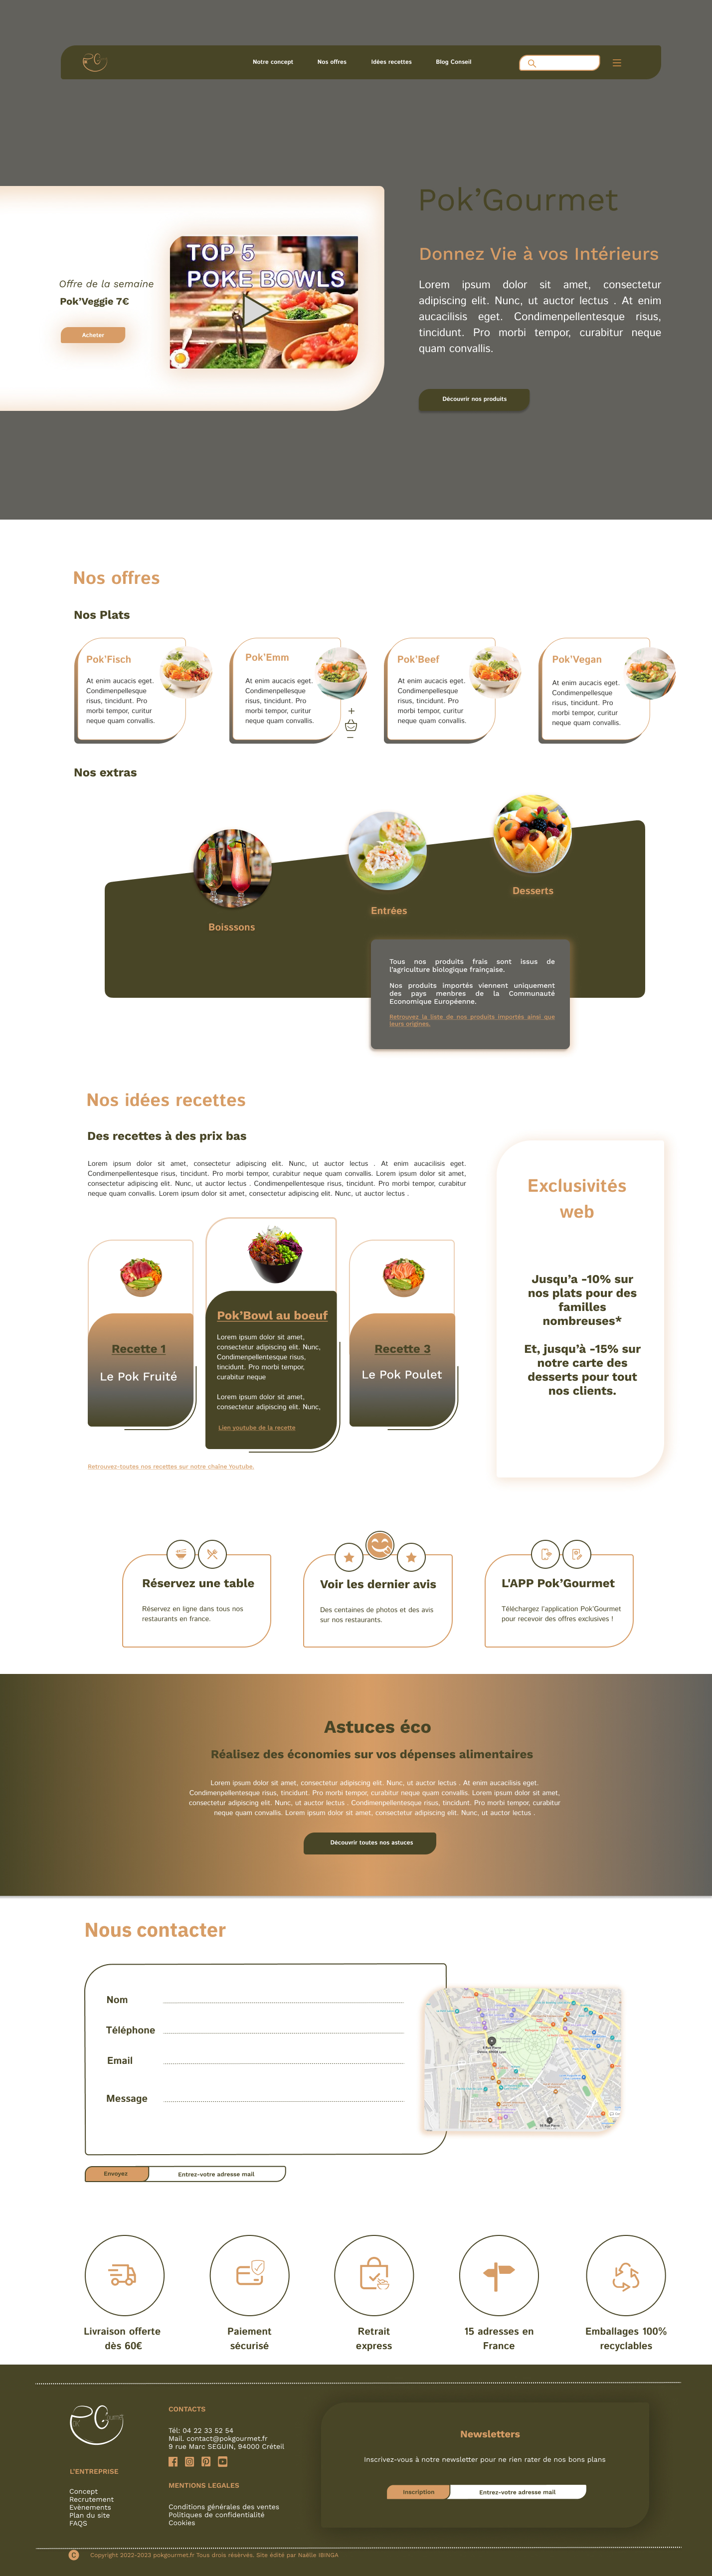 Notre concept
Nos offres
Idées recettes
Blog Conseil
Pok'Gourmet
Donnez Vie à vos Intérieurs
Lorem ipsum dolor sit amet, consectetur
adipiscing elit. Nunc, ut auctor lectus . At enim
aucacilisis eget. Condimenpellentesque risus,
tincidunt. Pro morbi tempor, curabitur neque
quam convallis.
Découvrir nos produits
Offre de la semaine
Pok'Veggie 7€
Acheter
TOP 5
POKE BOWLS
Nos offres
Nos Plats
Pok'Fisch
At enim aucacis eget.
Condimenpellesque
risus, tincidunt. Pro
morbi tempor, curitur
neque quam convallis.
Pok'Emm
At enim aucacis eget.
Condimenpellesque
risus, tincidunt. Pro
morbi tempor, curitur
neque quam convallis.
+
−
Pok'Beef
At enim aucacis eget.
Condimenpellesque
risus, tincidunt. Pro
morbi tempor, curitur
neque quam convallis.
Pok'Vegan
At enim aucacis eget.
Condimenpellesque
risus, tincidunt. Pro
morbi tempor, curitur
neque quam convallis.
Nos extras
Boisssons
Entrées
Desserts
Tous nos produits frais sont issus de
l'agriculture biologique frainçaise.
Nos produits importés viennent uniquement
des pays menbres de la Communauté
Economique Européenne.
Retrouvez la liste de nos produits importés ainsi que
leurs origines.
Nos idées recettes
Des recettes à des prix bas
Lorem ipsum dolor sit amet, consectetur adipiscing elit. Nunc, ut auctor lectus . At enim aucacilisis eget.
Condimenpellentesque risus, tincidunt. Pro morbi tempor, curabitur neque quam convallis. Lorem ipsum dolor sit amet,
consectetur adipiscing elit. Nunc, ut auctor lectus . Condimenpellentesque risus, tincidunt. Pro morbi tempor, curabitur
neque quam convallis. Lorem ipsum dolor sit amet, consectetur adipiscing elit. Nunc, ut auctor lectus .
Recette 1
Le Pok Fruité
Pok'Bowl au boeuf
Lorem ipsum dolor sit amet,
consectetur adipiscing elit. Nunc,
Condimenpellentesque risus,
tincidunt. Pro morbi tempor,
curabitur neque
Lorem ipsum dolor sit amet,
consectetur adipiscing elit. Nunc,
Lien youtube de la recette
Recette 3
Le Pok Poulet
Retrouvez-toutes nos recettes sur notre chaîne Youtube.
Exclusivités
web
Jusqu'a -10% sur
nos plats pour des
familles
nombreuses*
Et, jusqu'à -15% sur
notre carte des
desserts pour tout
nos clients.
Réservez une table
Réservez en ligne dans tous nos
restaurants en france.
Voir les dernier avis
Des centaines de photos et des avis
sur nos restaurants.
L'APP Pok'Gourmet
Téléchargez l'application Pok'Gourmet
pour recevoir des offres exclusives !
Astuces éco
Réalisez des économies sur vos dépenses alimentaires
Lorem ipsum dolor sit amet, consectetur adipiscing elit. Nunc, ut auctor lectus . At enim aucacilisis eget.
Condimenpellentesque risus, tincidunt. Pro morbi tempor, curabitur neque quam convallis. Lorem ipsum dolor sit amet,
consectetur adipiscing elit. Nunc, ut auctor lectus . Condimenpellentesque risus, tincidunt. Pro morbi tempor, curabitur
neque quam convallis. Lorem ipsum dolor sit amet, consectetur adipiscing elit. Nunc, ut auctor lectus .
Découvrir toutes nos astuces
Nous contacter
Nom
Téléphone
Email
Message
Envoyez
Entrez-votre adresse mail
Livraison offerte
dès 60€
Paiement
sécurisé
Retrait
express
15 adresses en
France
Emballages 100%
recyclables
L'ENTREPRISE
Concept
Recrutement
Evènements
Plan du site
FAQS
CONTACTS
Tél: 04 22 33 52 54
Mail. contact@pokgourmet.fr
9 rue Marc SEGUIN, 94000 Créteil
MENTIONS LEGALES
Conditions générales des ventes
Politiques de confidentialité
Cookies
Newsletters
Inscrivez-vous à notre newsletter pour ne rien rater de nos bons plans
Inscription
Entrez-votre adresse mail
C
Copyright 2022-2023 pokgourmet.fr Tous drois résérvés. Site édité par Naëlle IBINGA